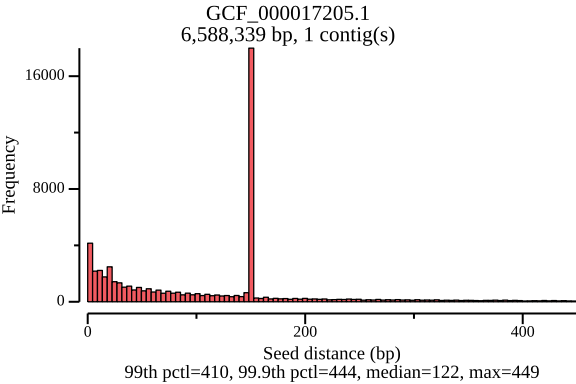 GCF_000017205.1
6,588,339 bp, 1 contig(s)
Frequency
16000
8000
0
0 200 400
Seed distance (bp)
99th pctl=410, 99.9th pctl=444, median=122, max=449